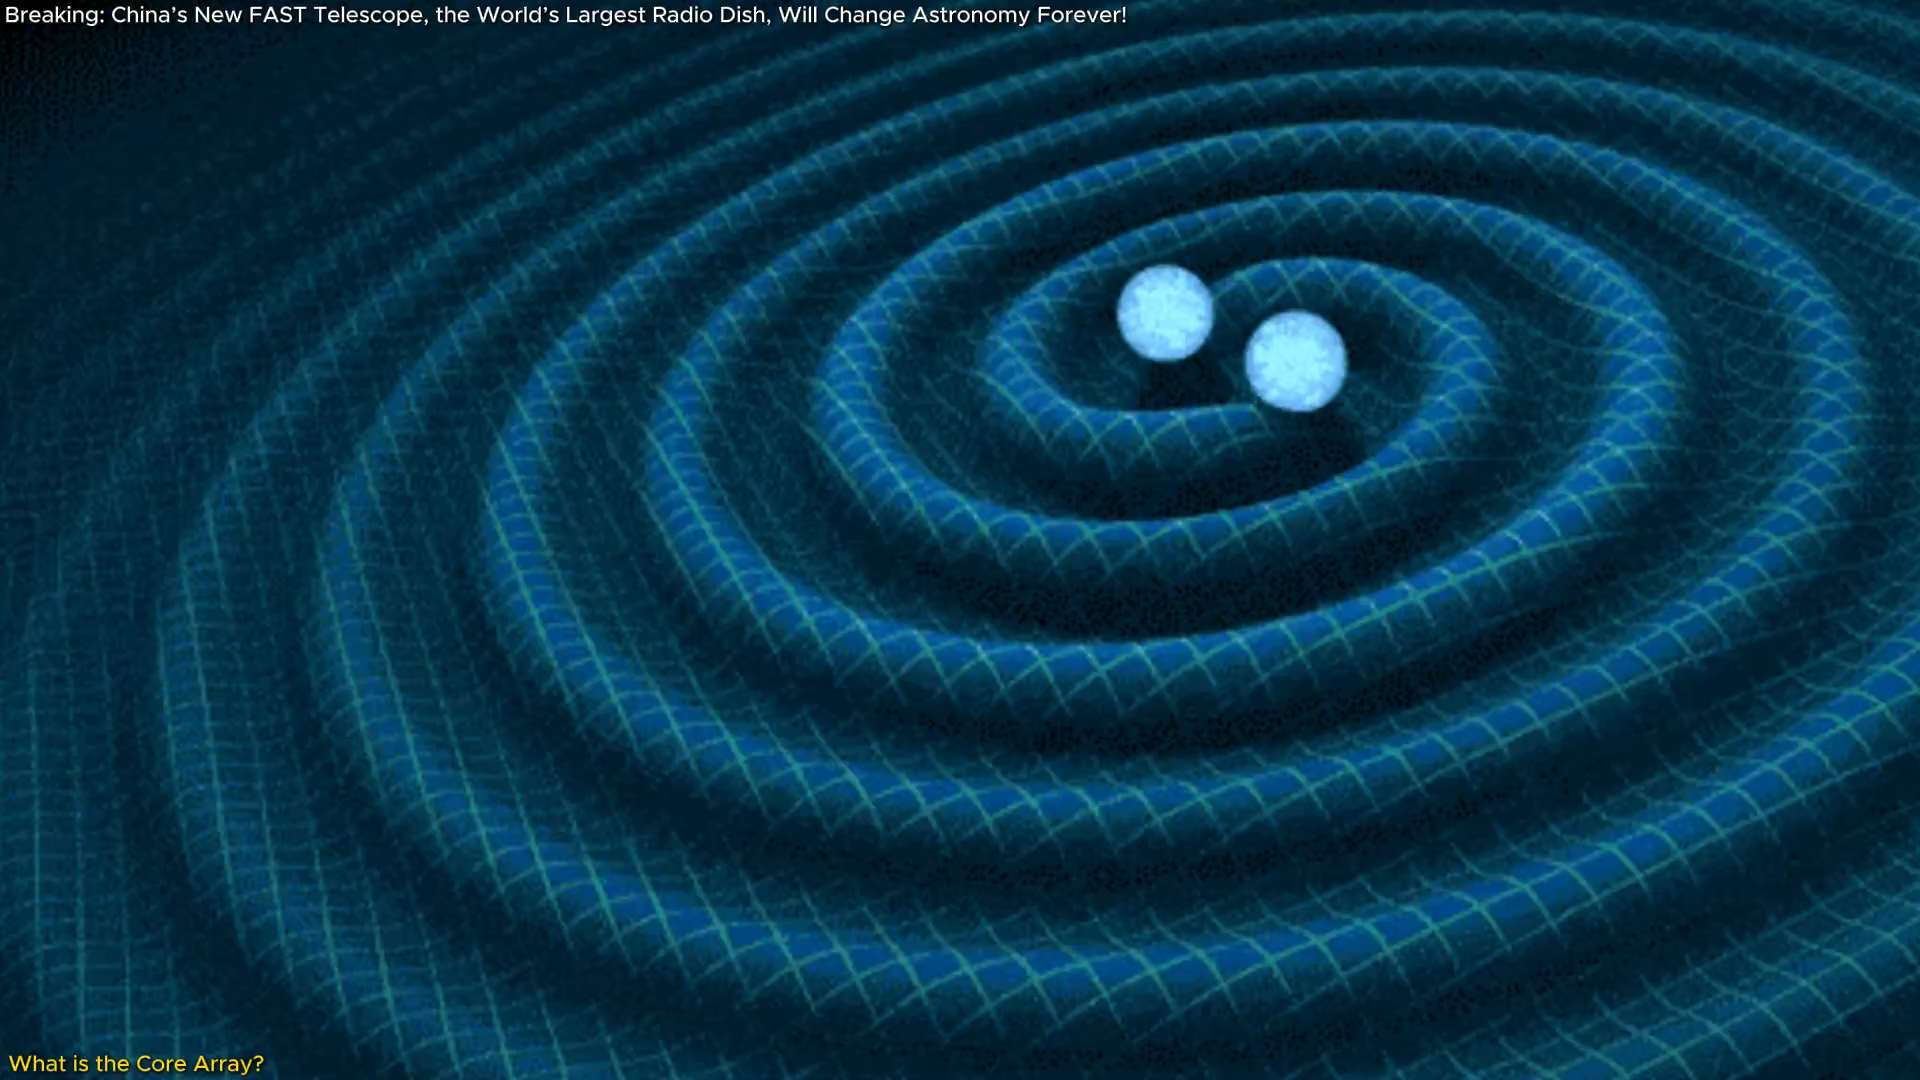 Breaking: China’s New FAST Telescope, the World’s Largest Radio Dish, Will Change Astronomy Forever!
What is the Core Array?